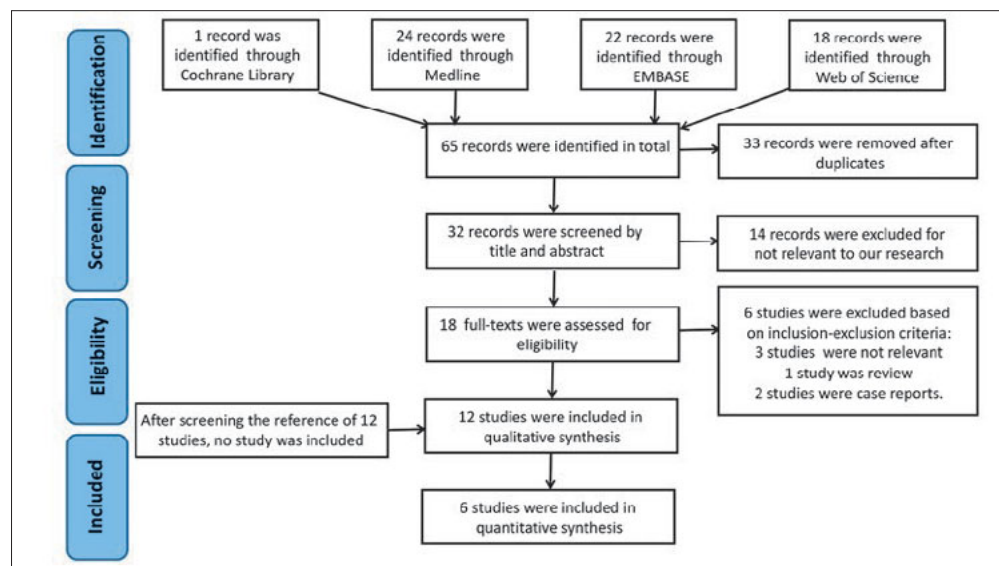 Identification
1 record was
identified through
Cochrane Library
24 records were
identified through
Medline
22 records were
identified through
EMBASE
18 records were
identified through
Web of Science
65 records were identified in total
33 records were removed after
duplicates
Screening
32 records were screened by
title and abstract
14 records were excluded for
not relevant to our research
Eligibility
18 full-texts were assessed for
eligibility
6 studies were excluded based
on inclusion-exclusion criteria:
3 studies were not relevant
1 study was review
2 studies were case reports.
After screening the reference of 12
studies, no study was included
12 studies were included in
qualitative synthesis
Included
6 studies were included in
quantitative synthesis